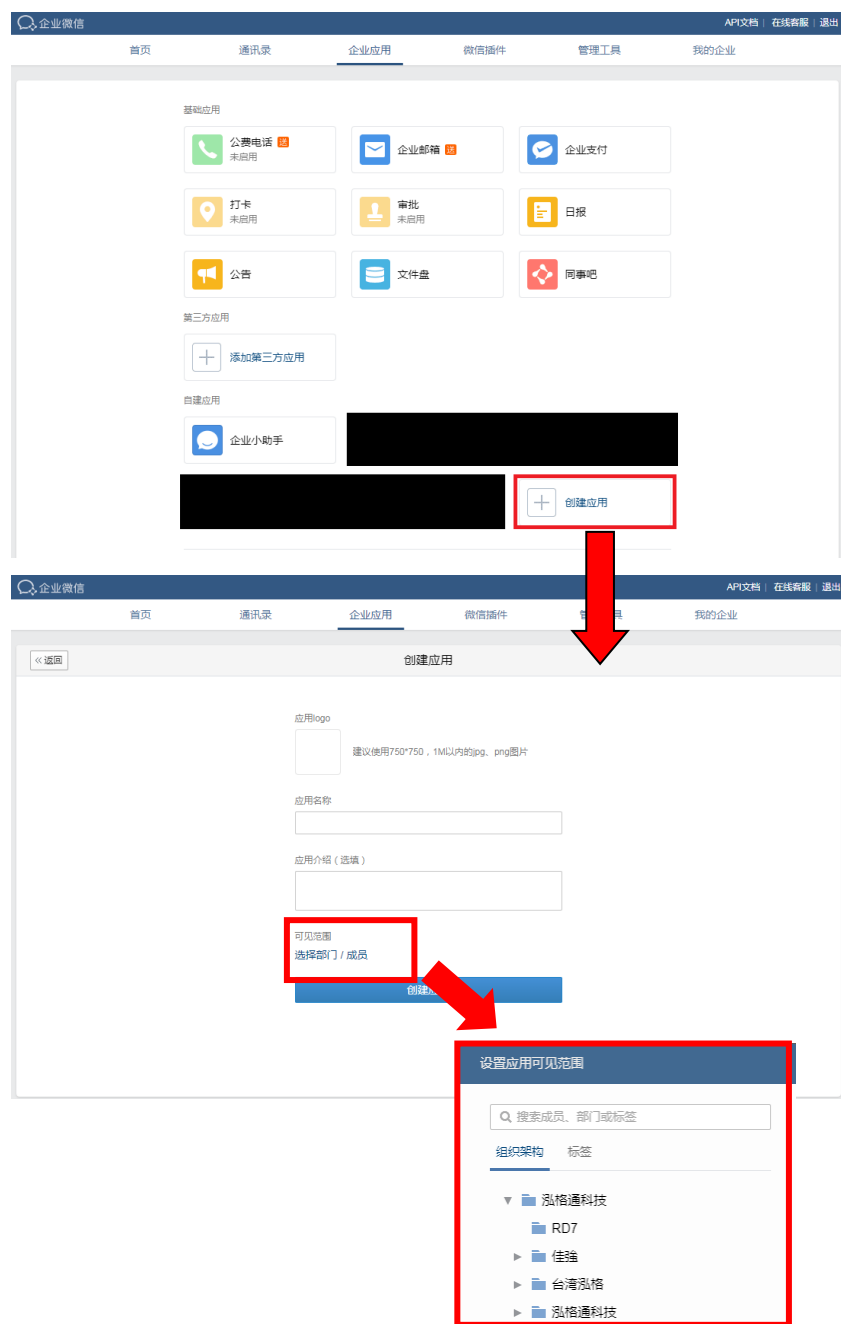 企业微信
API文档 | 在线客服 | 退出
首页 通讯录 企业应用 微信插件 管理工具 我的企业
基础应用
公费电话 送
未启用
企业邮箱 送
企业支付
打卡
未启用
审批
未启用
日报
公告
文件盘
同事吧
第三方应用
添加第三方应用
自建应用
企业小助手
创建应用
企业微信
API文档 | 在线客服 | 退出
首页 通讯录 企业应用 微信插件 具 我的企业
《返回
创建应用
应用logo
建议使用750*750，1M以内的jpg、png图片
应用名称
应用介绍（选填）
可见范围
选择部门 / 成员
创建
设置应用可见范围
搜索成员、部门或标签
组织架构 标签
泓格通科技
RD7
佳強
台湾泓格
泓格通科技